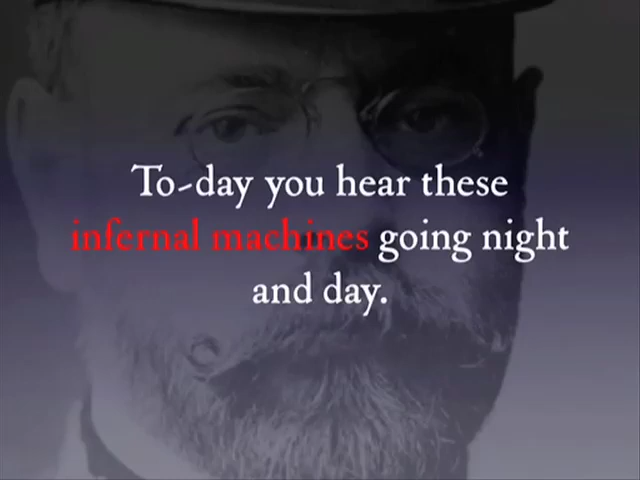 To-day you hear these
infernal machines going night
and day.